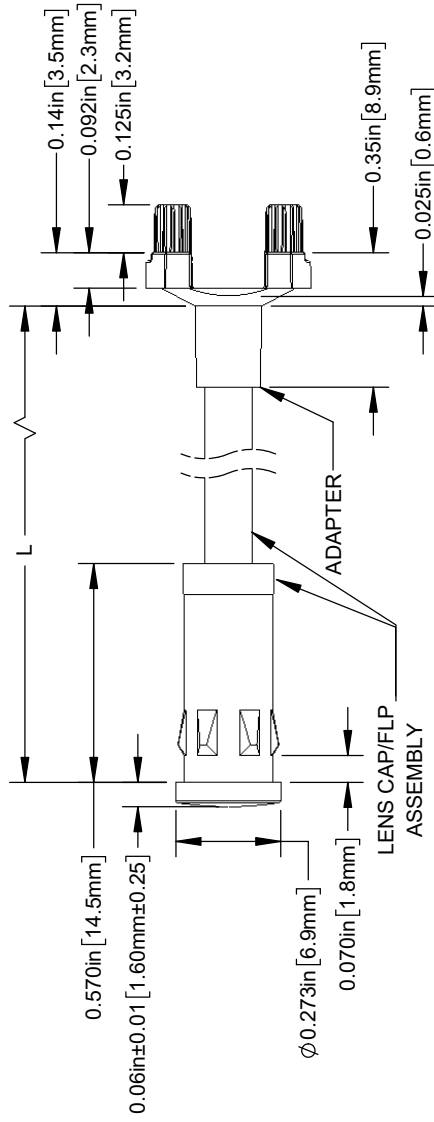 0.14in [3.5mm]
0.092in [2.3mm]
0.125in [3.2mm]
0.35in [8.9mm]
0.025in [0.6mm]
L
ADAPTER
LENS CAP/FLP
ASSEMBLY
0.570in [14.5mm]
0.06in±0.01 [1.60mm±0.25]
Ø0.273in [6.9mm]
0.070in [1.8mm]